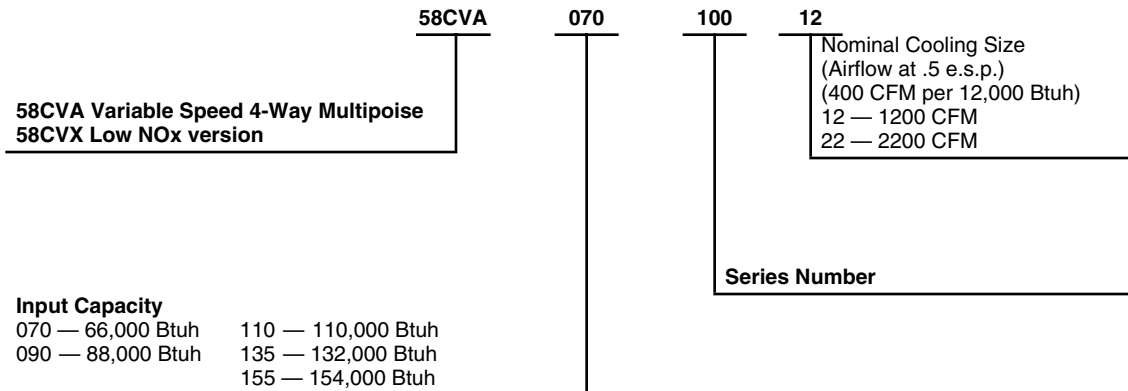 58CVA 070 100 12
Nominal Cooling Size
(Airflow at .5 e.s.p.)
(400 CFM per 12,000 Btuh)
12 — 1200 CFM
22 — 2200 CFM
58CVA Variable Speed 4-Way Multipoise
58CVX Low NOx version
Series Number
Input Capacity
070 — 66,000 Btuh 110 — 110,000 Btuh
090 — 88,000 Btuh 135 — 132,000 Btuh
155 — 154,000 Btuh